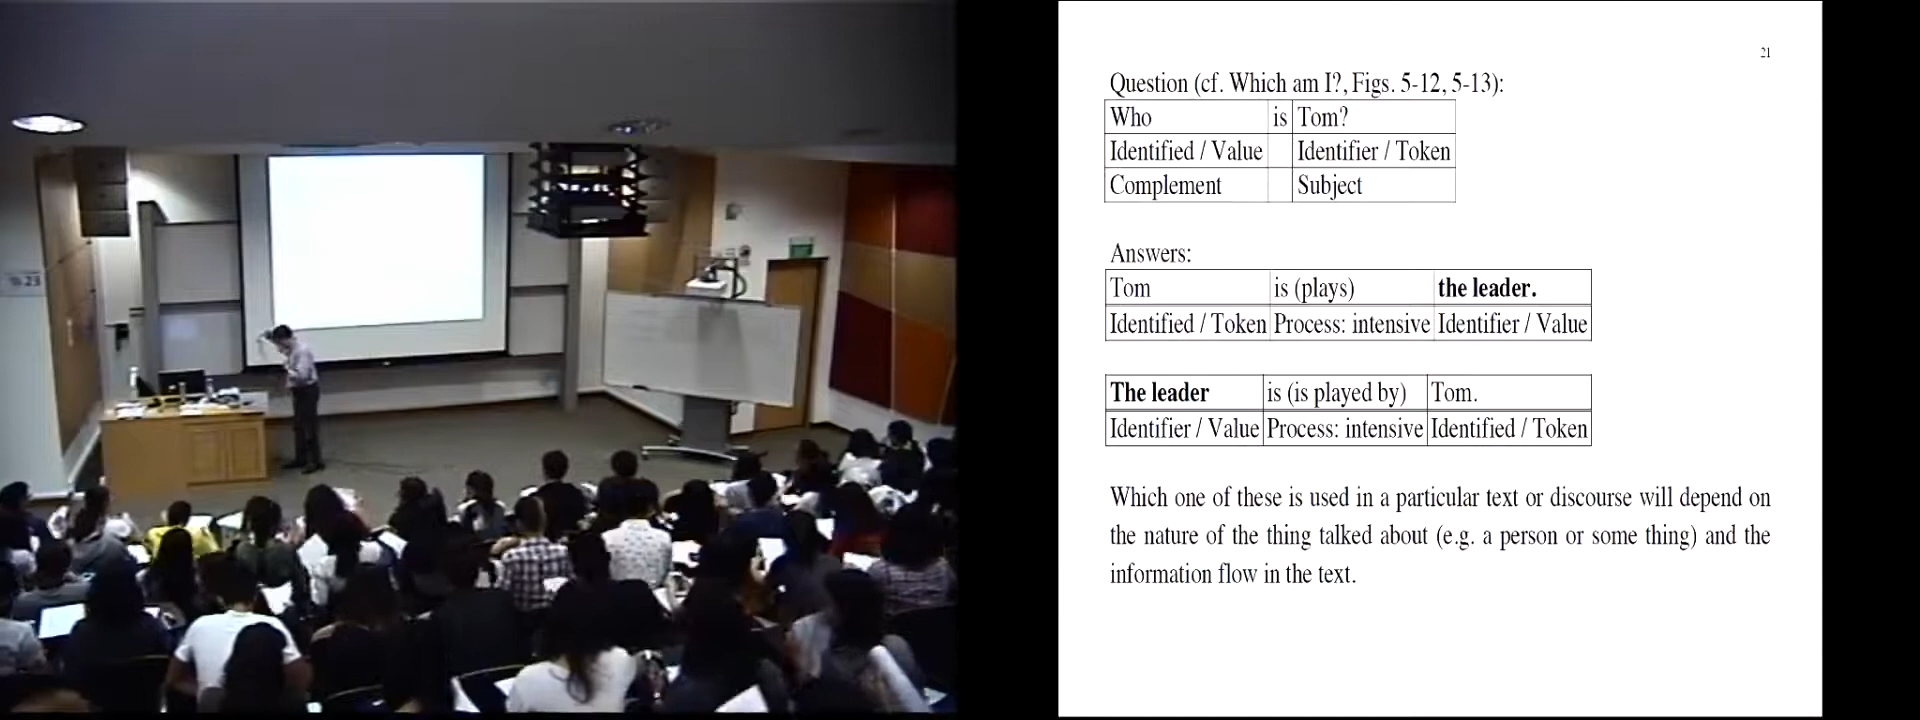 21
Question (cf. Which am I?, Figs. 5-12, 5-13):
Who is Tom?
Identified / Value Identifier / Token
Complement Subject
Answers:
Tom is (plays) the leader.
Identified / Token Process: intensive Identifier / Value
The leader is (is played by) Tom.
Identifier / Value Process: intensive Identified / Token
Which one of these is used in a particular text or discourse will depend on
the nature of the thing talked about (e.g. a person or some thing) and the
information flow in the text.